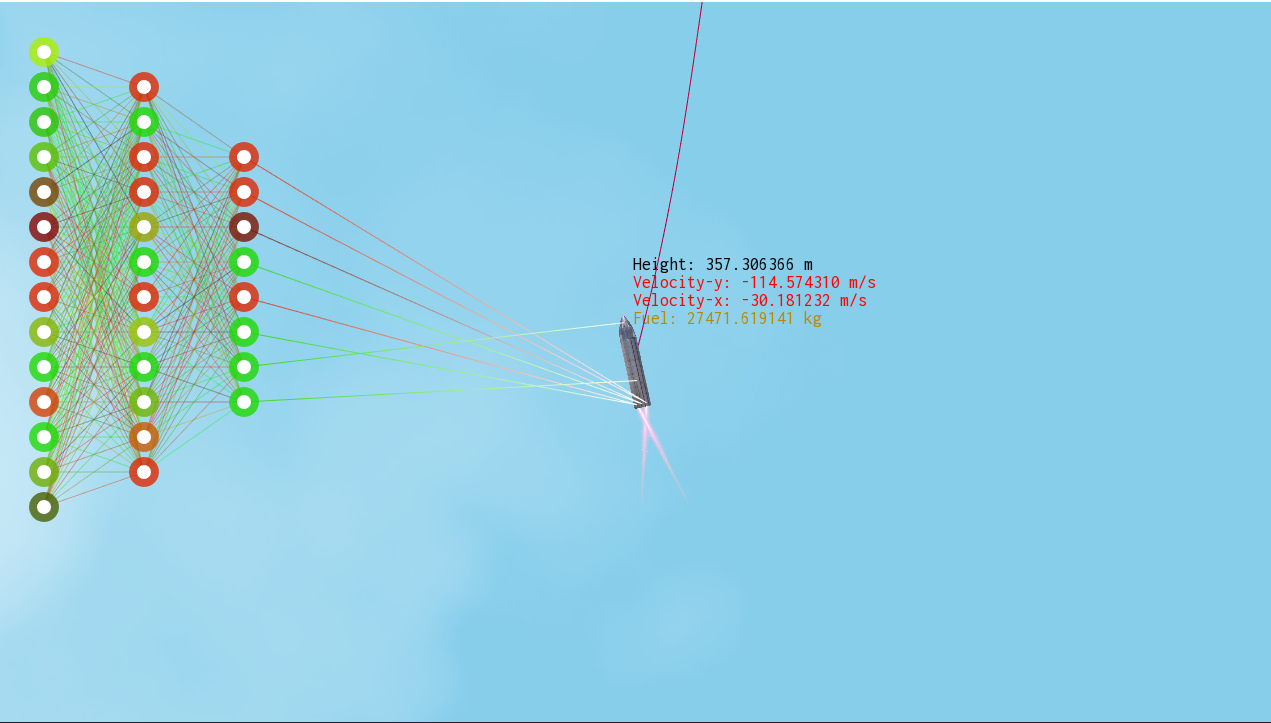 Height: 357.306366 m
Velocity-y: -114.574310 m/s
Velocity-x: -30.181232 m/s
Fuel: 27471.619141 kg